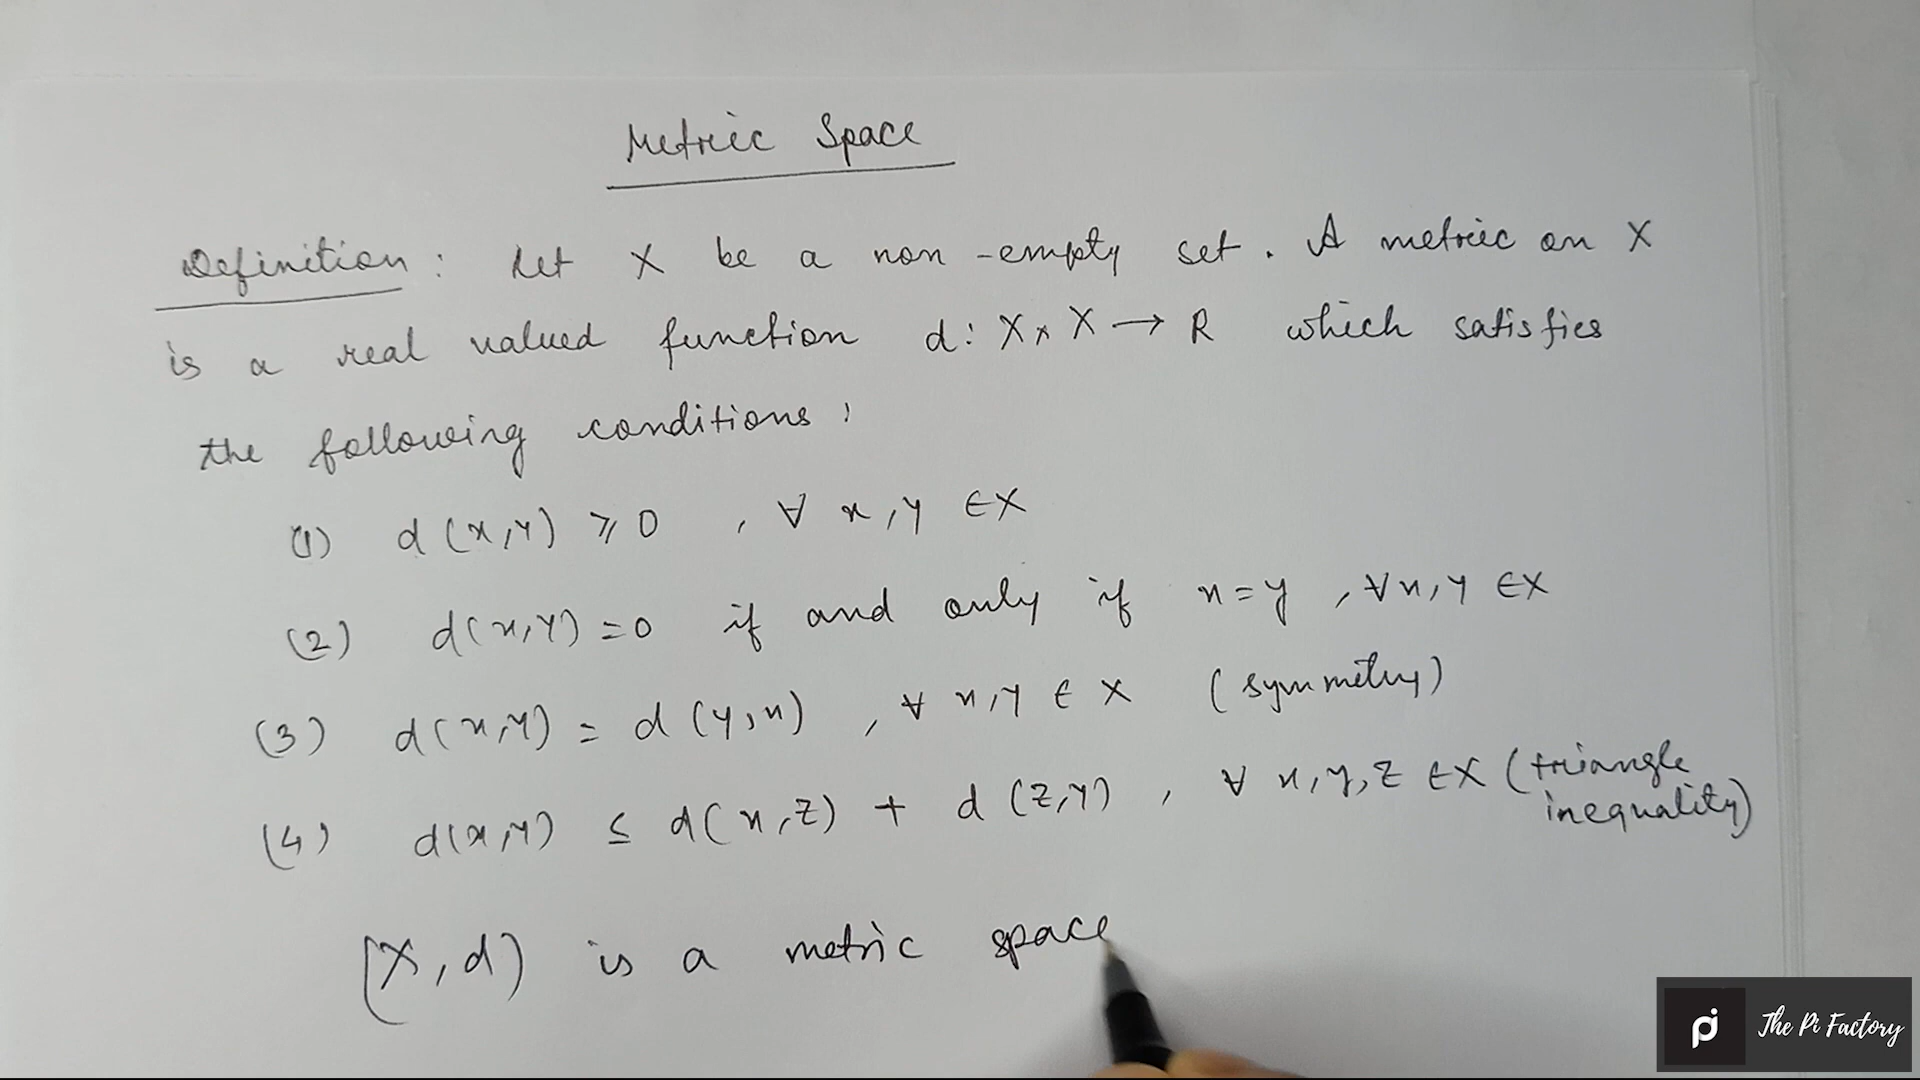 Metric Space
Definition : Let X be a non-empty set. A metric on X
is a real valued function d: X × X → R which satisfies
the following conditions:
(1) d(x,y) ≥ 0 , ∀ x,y ∈ X
(2) d(x,y) = 0 if and only if x=y , ∀ x,y ∈ X
(3) d(x,y) = d(y,x) , ∀ x,y ∈ X (symmetry)
(4) d(x,y) ≤ d(x,z) + d(z,y) , ∀ x,y,z ∈ X (triangle
inequality)
(X,d) is a metric space
pi The Pi Factory